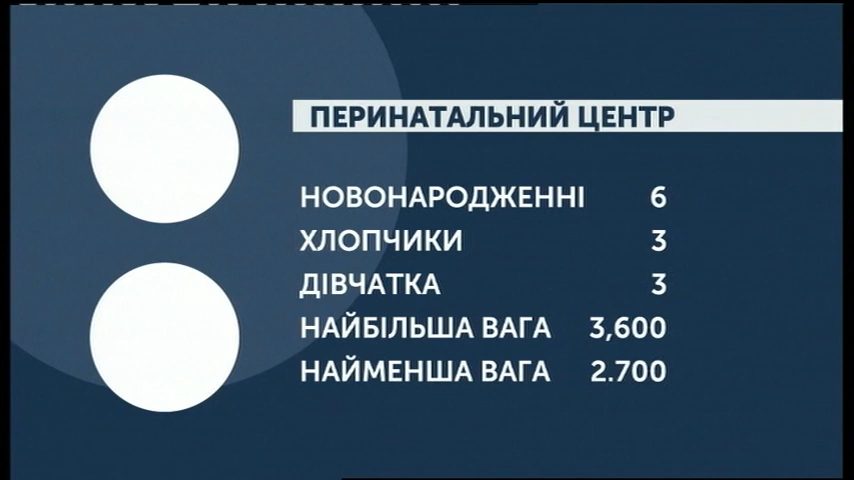 ПЕРИНАТАЛЬНИЙ ЦЕНТР
НОВОНАРОДЖЕННІ 6
ХЛОПЧИКИ 3
ДІВЧАТКА 3
НАЙБІЛЬША ВАГА 3,600
НАЙМЕНША ВАГА 2.700